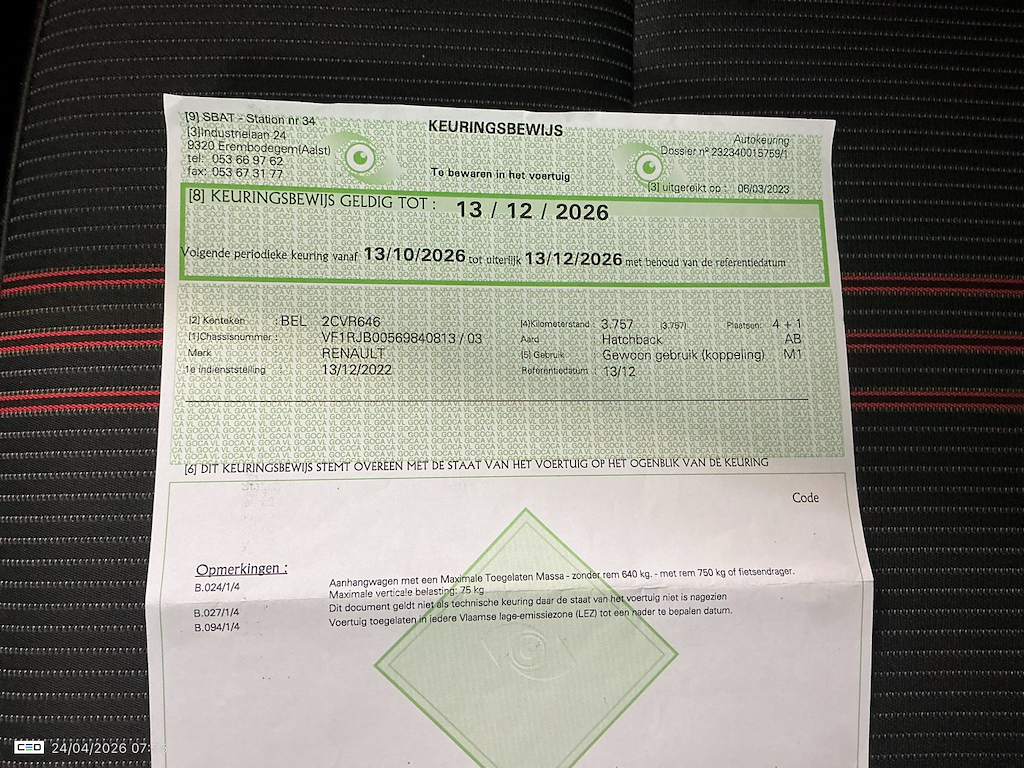 [9] SBAT - Station nr 34
[3]Industrielaan 24
9320 Erembodegem(Aalst)
tel: 053 66 97 62
fax: 053 67 31 77
KEURINGSBEWIJS
Te bewaren in het voertuig
Autokeuring
Dossier nº 232340015759/1
[3] uitgereikt op : 06/03/2023
[8] KEURINGSBEWIJS GELDIG TOT : 13 / 12 / 2026
Volgende periodieke keuring vanaf 13/10/2026 tot uiterlijk 13/12/2026 met behoud van de referentiedatum
[2] Kenteken : BEL 2CVR646
[1]Chassisnummer : VF1RJB00569840813 / 03
Merk RENAULT
1e indienststelling : 13/12/2022
[4]Kilometerstand : 3.757 [3.757] Plaatsen: 4 + 1
Aard : Hatchback AB
[5] Gebruik : Gewoon gebruik (koppeling) M1
Referentiedatum : 13/12
[6] DIT KEURINGSBEWIJS STEMT OVEREEN MET DE STAAT VAN HET VOERTUIG OP HET OGENBLIK VAN DE KEURING
Code
Opmerkingen :
B.024/1/4 Aanhangwagen met een Maximale Toegelaten Massa - zonder rem 640 kg. - met rem 750 kg of fietsendrager.
Maximale verticale belasting: 75 kg
B.027/1/4 Dit document geldt niet als technische keuring daar de staat van het voertuig niet is nagezien
B.094/1/4 Voertuig toegelaten in iedere Vlaamse lage-emissiezone (LEZ) tot een nader te bepalen datum.
CEO 24/04/2026